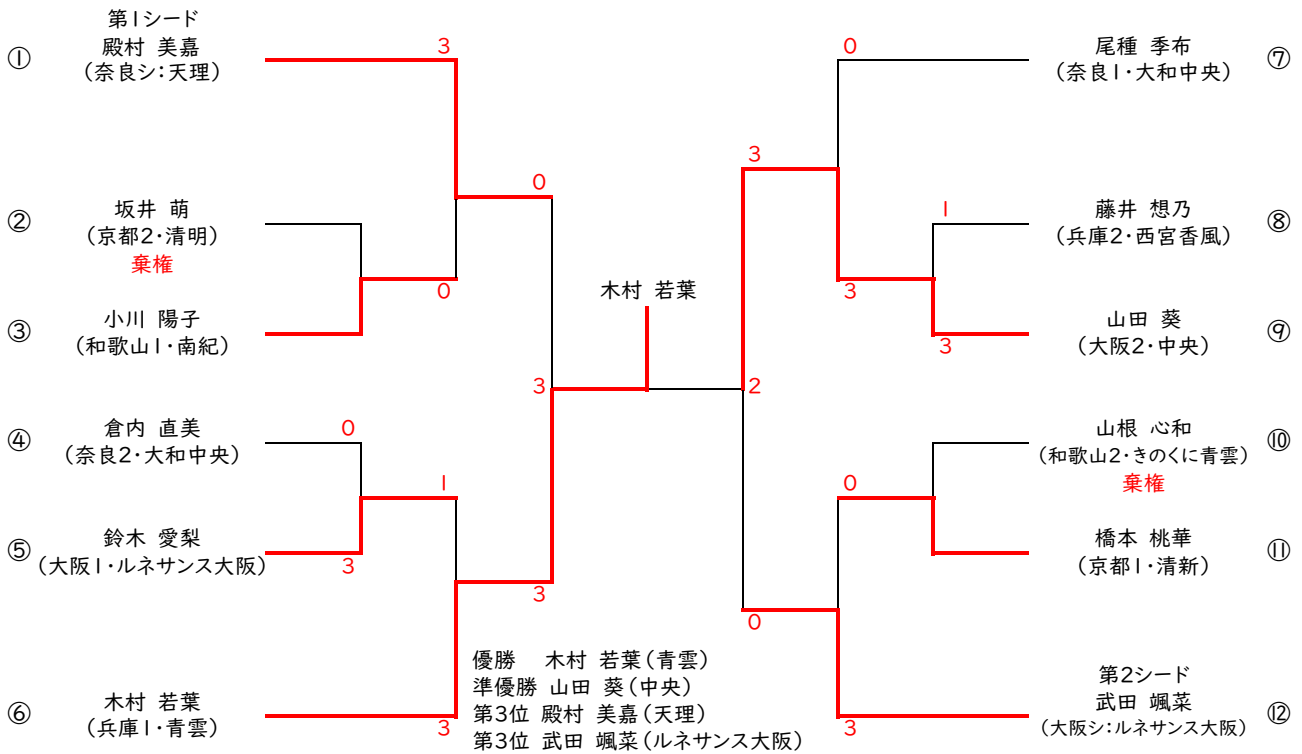 第1シード
① 殿村 美嘉
(奈良シ:天理)
3
② 坂井 萌
(京都2・清明)
棄権
0
③ 小川 陽子
(和歌山1・南紀)
0
④ 倉内 直美
(奈良2・大和中央)
0
1
⑤ 鈴木 愛梨
(大阪1・ルネサンス大阪)
3
3
3
⑥ 木村 若葉
(兵庫1・青雲)
3
木村 若葉
0
尾種 季布 ⑦
(奈良1・大和中央)
3
1
藤井 想乃 ⑧
(兵庫2・西宮香風)
3
山田 葵 ⑨
(大阪2・中央)
3
2
山根 心和 ⑩
(和歌山2・きのくに青雲)
棄権
0
橋本 桃華 ⑪
(京都1・清新)
0
第2シード
武田 颯菜 ⑫
(大阪シ:ルネサンス大阪)
3
優勝 木村 若葉(青雲)
準優勝 山田 葵(中央)
第3位 殿村 美嘉(天理)
第3位 武田 颯菜(ルネサンス大阪)